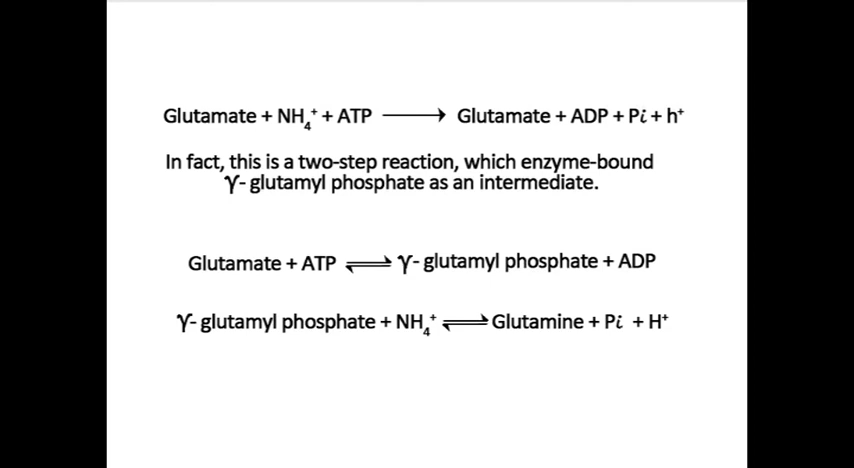 Glutamate + NH₄⁺ + ATP ⟶ Glutamate + ADP + Pi + h⁺
In fact, this is a two-step reaction, which enzyme-bound
γ- glutamyl phosphate as an intermediate.
Glutamate + ATP ⇌ γ- glutamyl phosphate + ADP
γ- glutamyl phosphate + NH₄⁺ ⇌ Glutamine + Pi + H⁺